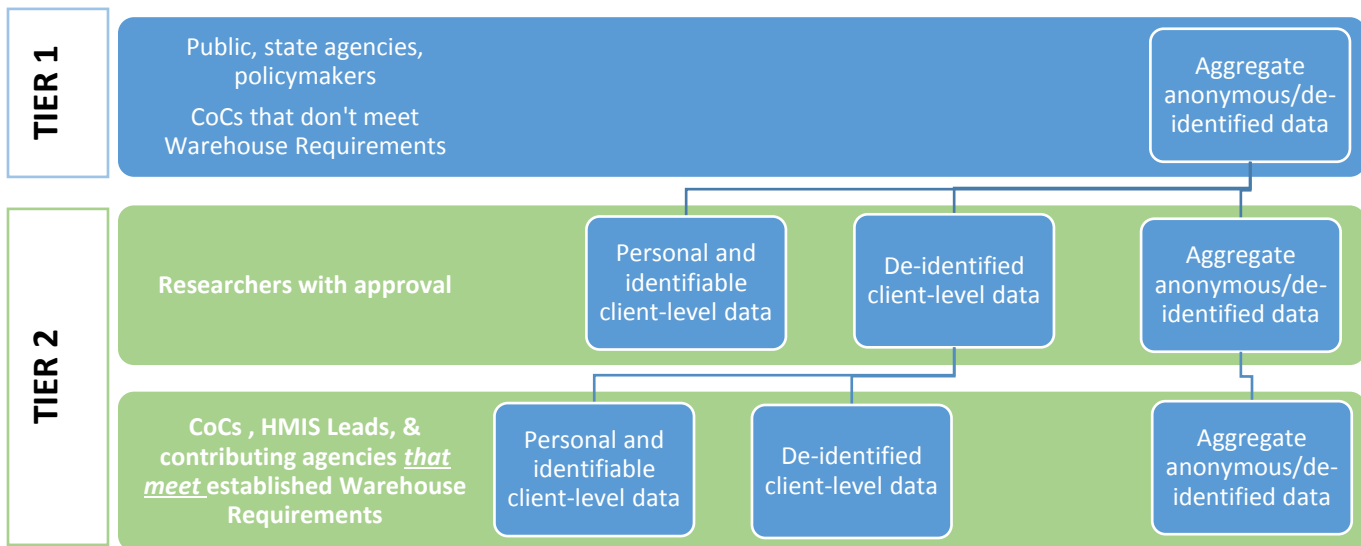 TIER 1
Public, state agencies,
policymakers
CoCs that don't meet
Warehouse Requirements
Aggregate
anonymous/de-
identified data
TIER 2
Researchers with approval
Personal and
identifiable
client-level data
De-identified
client-level data
Aggregate
anonymous/de-
identified data
CoCs , HMIS Leads, &
contributing agencies that
meet established Warehouse
Requirements
Personal and
identifiable
client-level data
De-identified
client-level data
Aggregate
anonymous/de-
identified data